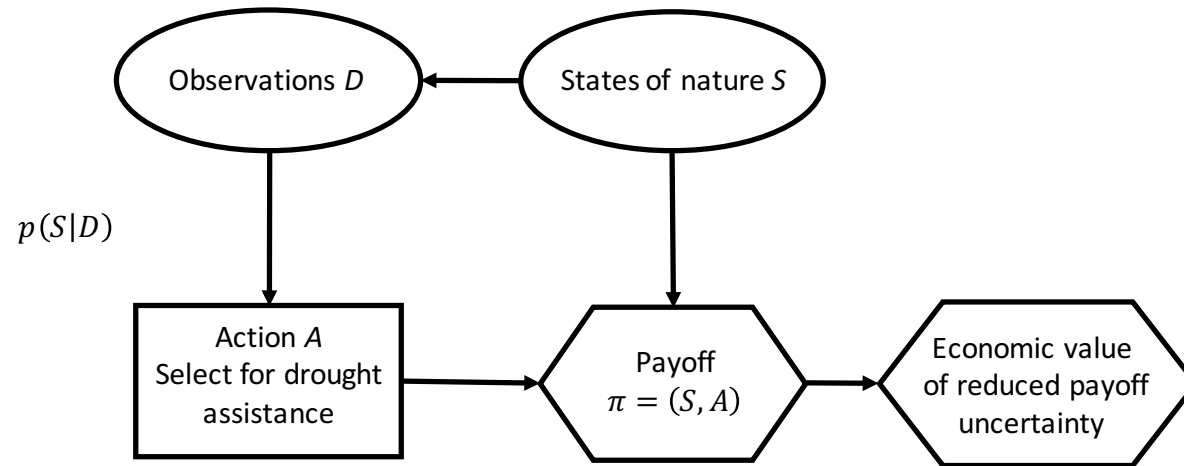 Observations D
States of nature S
p(S|D)
Action A
Select for drought
assistance
Payoff
π = (S, A)
Economic value
of reduced payoff
uncertainty